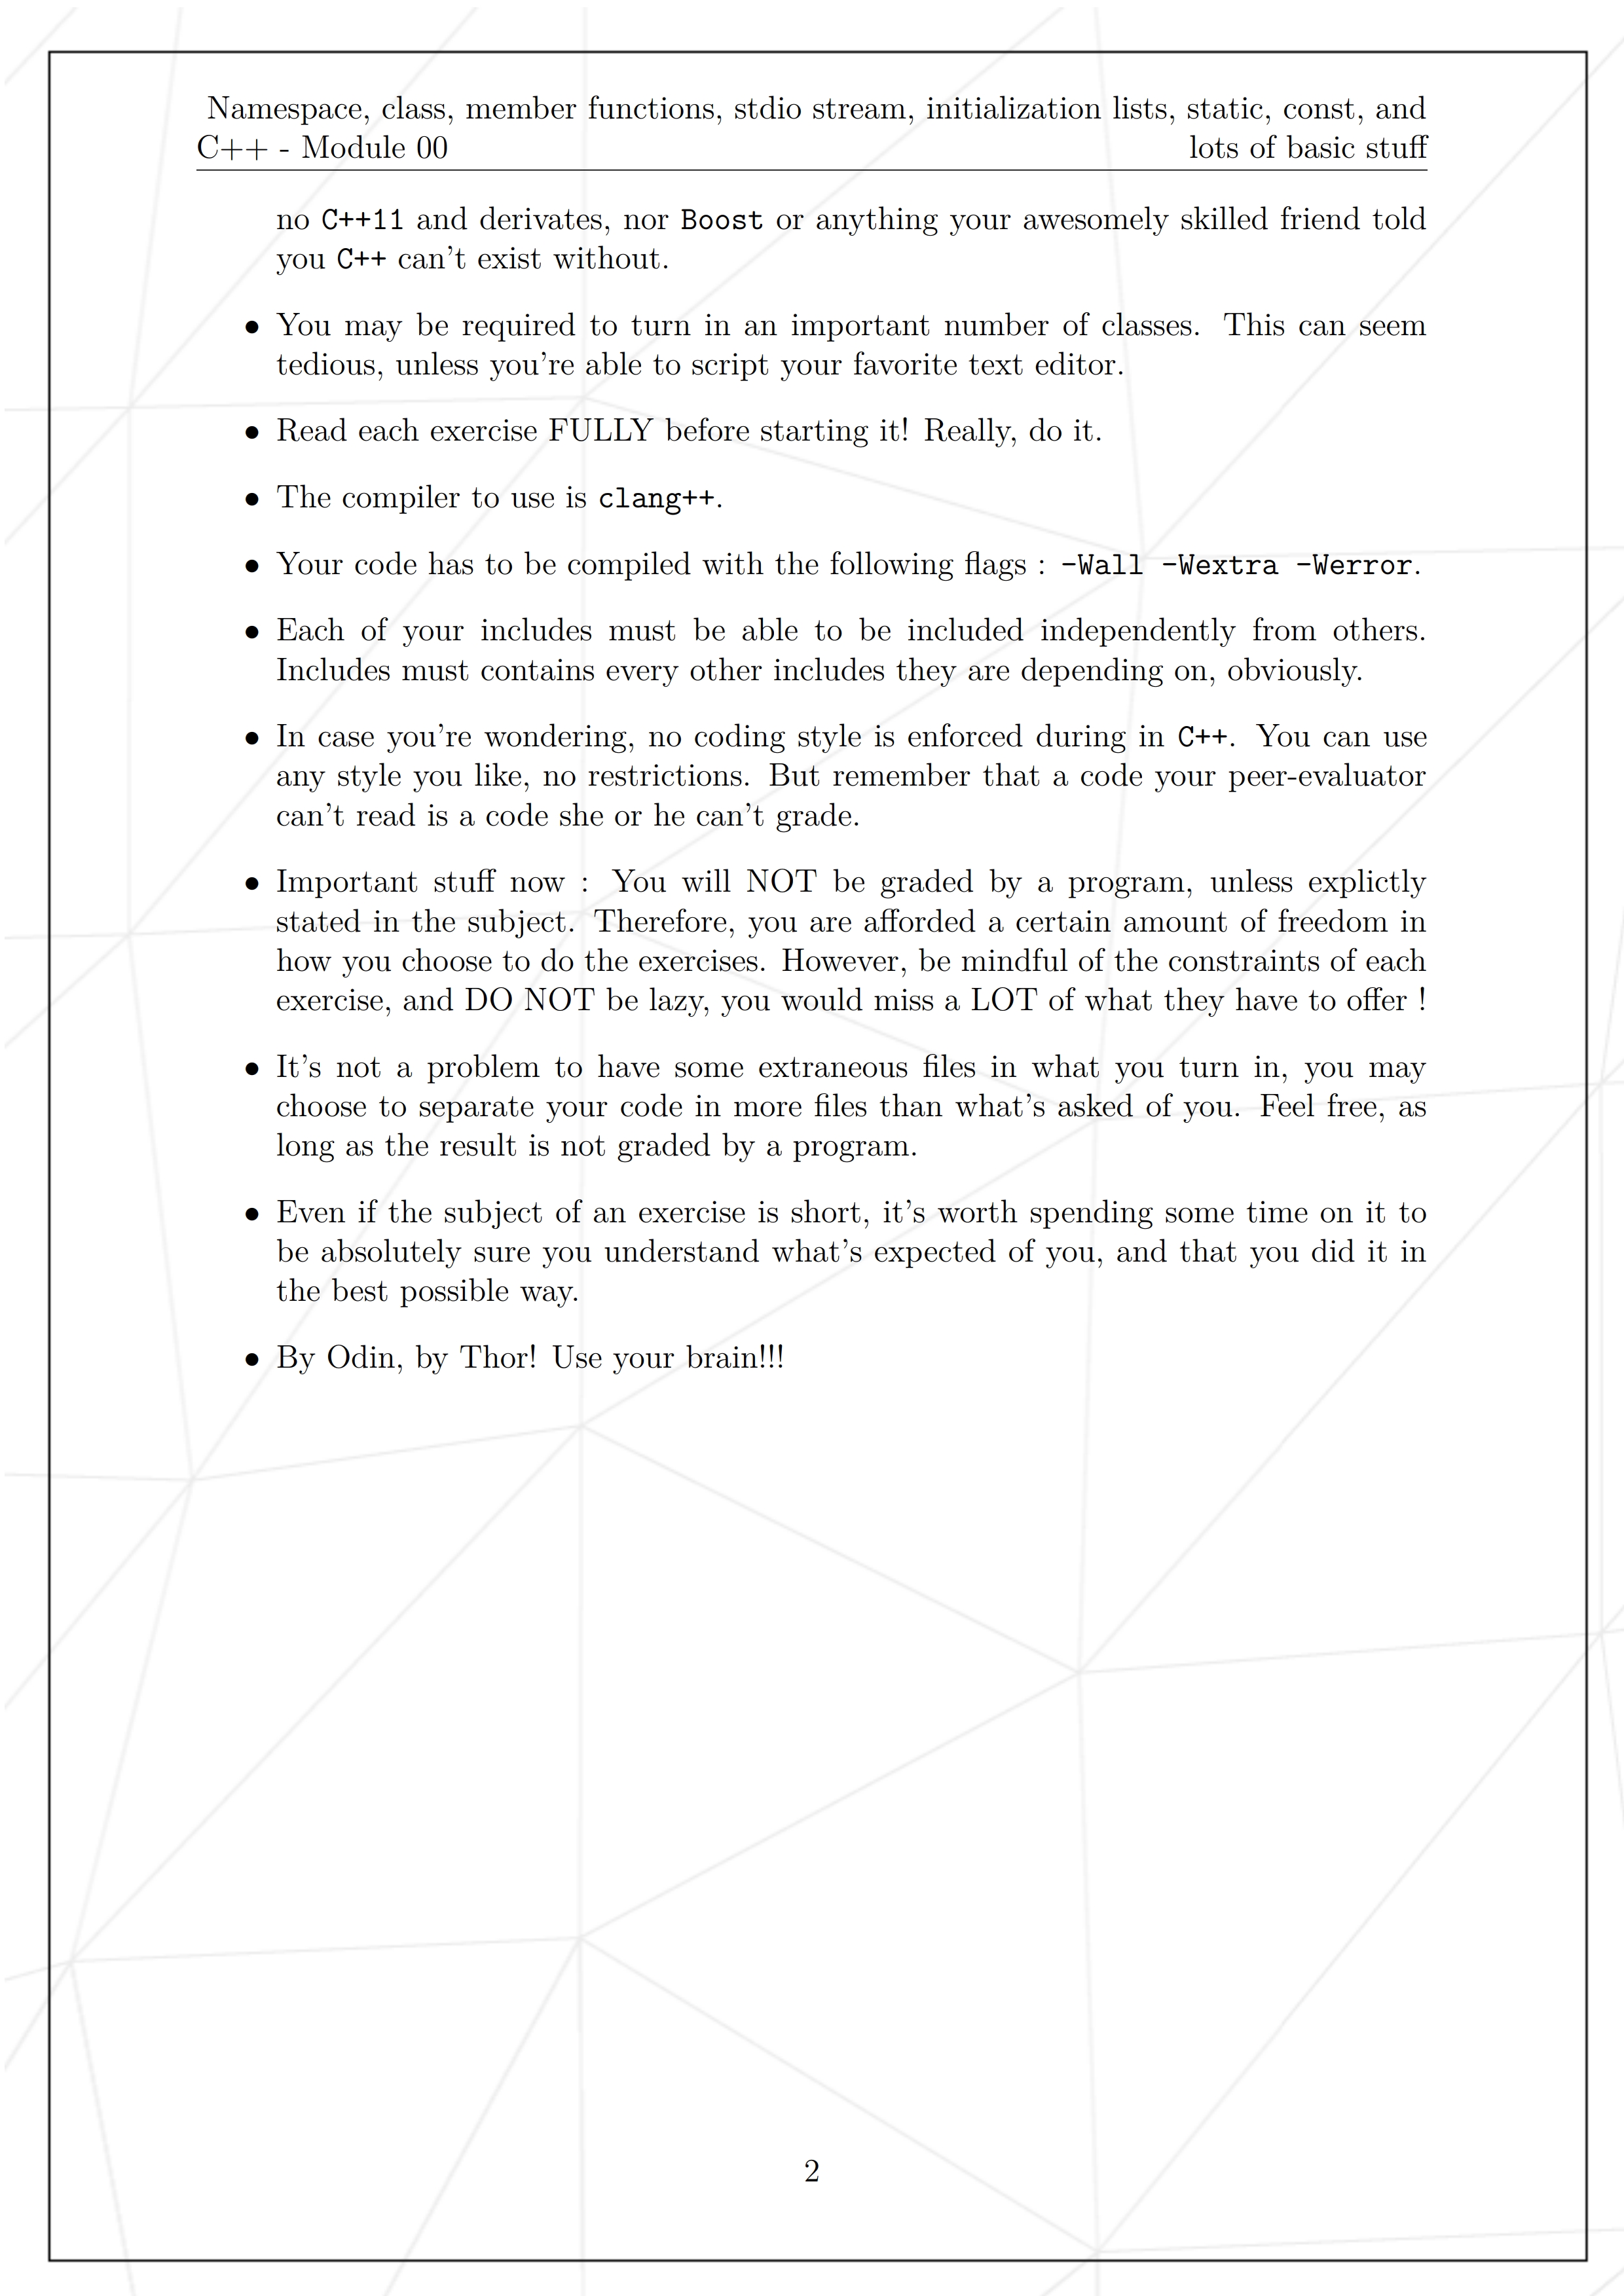 Namespace, class, member functions, stdio stream, initialization lists, static, const, and
C++ - Module 00 lots of basic stuff
no C++11 and derivates, nor Boost or anything your awesomely skilled friend told
you C++ can't exist without.
• You may be required to turn in an important number of classes. This can seem
tedious, unless you're able to script your favorite text editor.
• Read each exercise FULLY before starting it! Really, do it.
• The compiler to use is clang++.
• Your code has to be compiled with the following flags : -Wall -Wextra -Werror.
• Each of your includes must be able to be included independently from others.
Includes must contains every other includes they are depending on, obviously.
• In case you're wondering, no coding style is enforced during in C++. You can use
any style you like, no restrictions. But remember that a code your peer-evaluator
can't read is a code she or he can't grade.
• Important stuff now : You will NOT be graded by a program, unless explictly
stated in the subject. Therefore, you are afforded a certain amount of freedom in
how you choose to do the exercises. However, be mindful of the constraints of each
exercise, and DO NOT be lazy, you would miss a LOT of what they have to offer !
• It's not a problem to have some extraneous files in what you turn in, you may
choose to separate your code in more files than what's asked of you. Feel free, as
long as the result is not graded by a program.
• Even if the subject of an exercise is short, it's worth spending some time on it to
be absolutely sure you understand what's expected of you, and that you did it in
the best possible way.
• By Odin, by Thor! Use your brain!!!
2